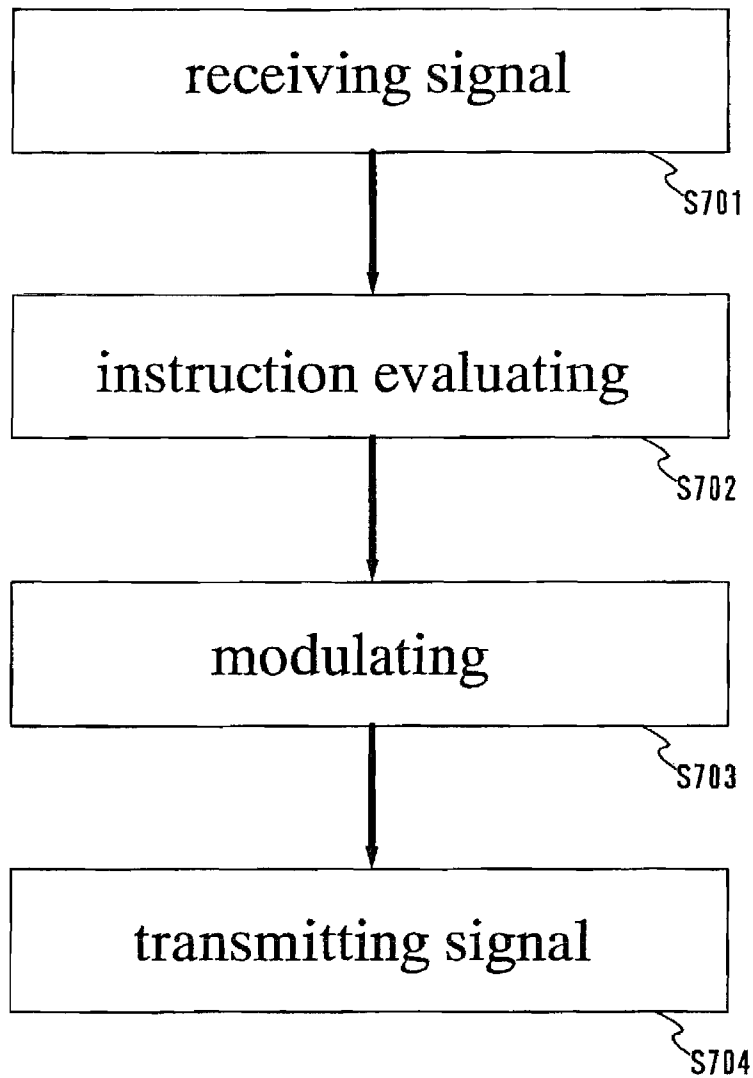 receiving signal
S701
instruction evaluating
S702
modulating
S703
transmitting signal
S704